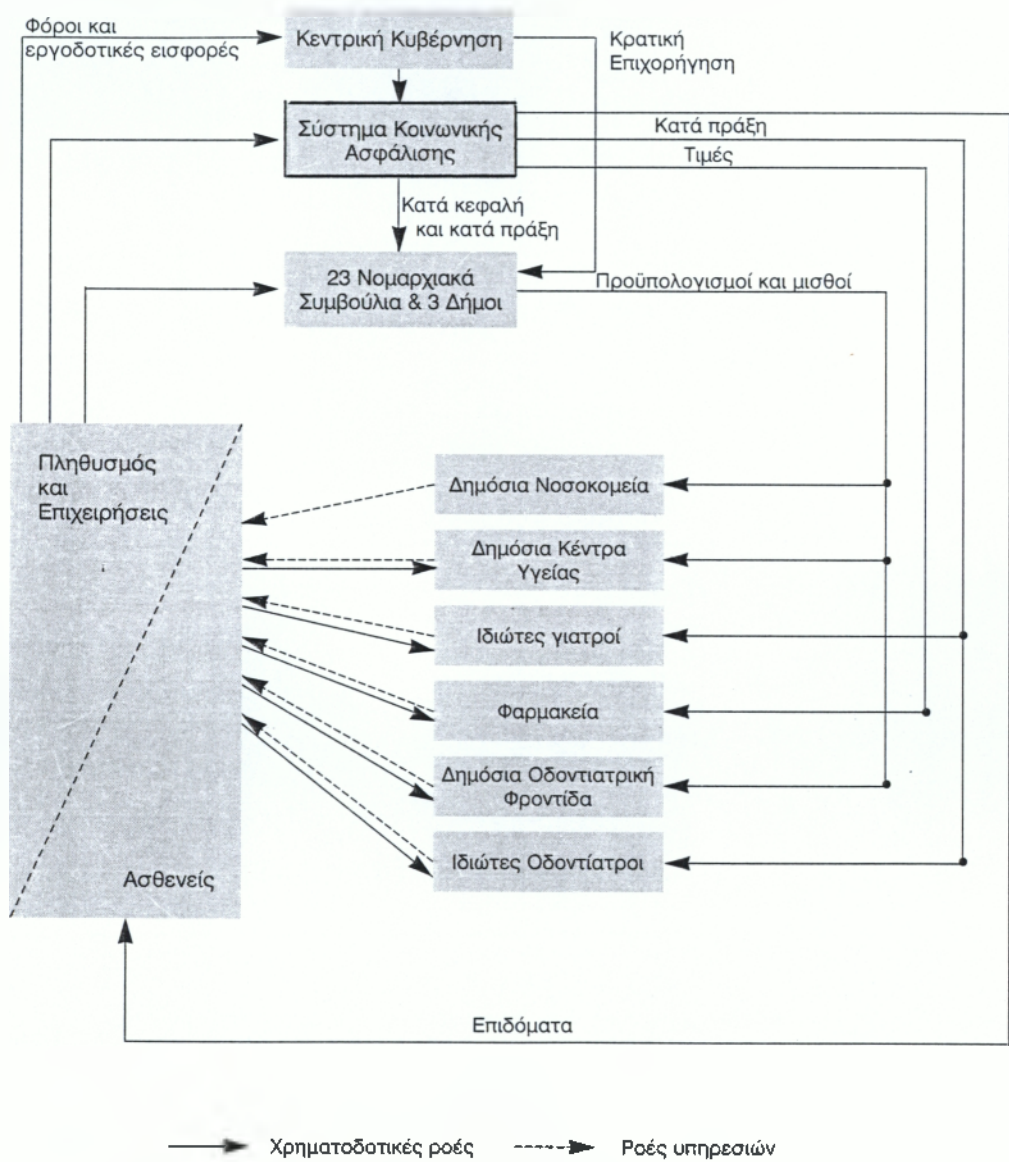 Φόροι και
εργοδοτικές εισφορές
Κεντρική Κυβέρνηση
Κρατική
Επιχορήγηση
Σύστημα Κοινωνικής
Ασφάλισης
Κατά πράξη
Τιμές
Κατά κεφαλή
και κατά πράξη
23 Νομαρχιακά
Συμβούλια & 3 Δήμοι
Προϋπολογισμοί και μισθοί
Πληθυσμός
και
Επιχειρήσεις
Δημόσια Νοσοκομεία
Δημόσια Κέντρα
Υγείας
Ιδιώτες γιατροί
Φαρμακεία
Δημόσια Οδοντιατρική
Φροντίδα
Ιδιώτες Οδοντίατροι
Ασθενείς
Επιδόματα
Χρηματοδοτικές ροές
Ροές υπηρεσιών